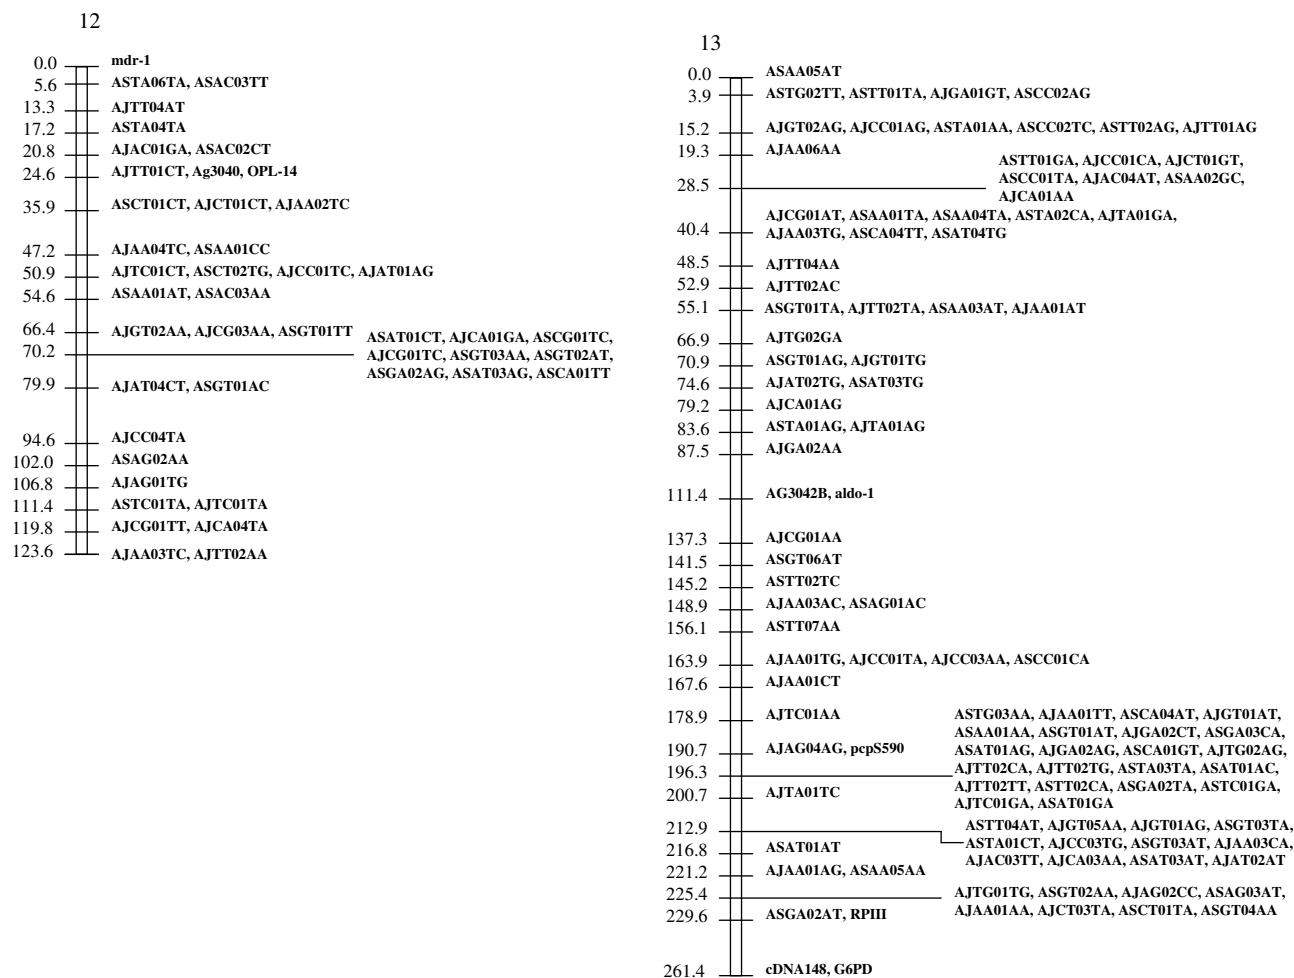 12
0.0 mdr-1
5.6 ASTA06TA, ASAC03TT
13.3 AJTT04AT
17.2 ASTA04TA
20.8 AJAC01GA, ASAC02CT
24.6 AJTT01CT, Ag3040, OPL-14
35.9 ASCT01CT, AJCT01CT, AJAA02TC
47.2 AJAA04TC, ASAA01CC
50.9 AJTC01CT, ASCT02TG, AJCC01TC, AJAT01AG
54.6 ASAA01AT, ASAC03AA
66.4 AJGT02AA, AJCG03AA, ASGT01TT
70.2
ASAT01CT, AJCA01GA, ASCG01TC,
AJCG01TC, ASGT03AA, ASGT02AT,
ASGA02AG, ASAT03AG, ASCA01TT
79.9 AJAT04CT, ASGT01AC
94.6 AJCC04TA
102.0 ASAG02AA
106.8 AJAG01TG
111.4 ASTC01TA, AJTC01TA
119.8 AJCG01TT, AJCA04TA
123.6 AJAA03TC, AJTT02AA
13
0.0 ASAA05AT
3.9 ASTG02TT, ASTT01TA, AJGA01GT, ASCC02AG
15.2 AJGT02AG, AJCC01AG, ASTA01AA, ASCC02TC, ASTT02AG, AJTT01AG
19.3 AJAA06AA
28.5
ASTT01GA, AJCC01CA, AJCT01GT,
ASCC01TA, AJAC04AT, ASAA02GC,
AJCA01AA
40.4
AJCG01AT, ASAA01TA, ASAA04TA, ASTA02CA, AJTA01GA,
AJAA03TG, ASCA04TT, ASAT04TG
48.5 AJTT04AA
52.9 AJTT02AC
55.1 ASGT01TA, AJTT02TA, ASAA03AT, AJAA01AT
66.9 AJTG02GA
70.9 ASGT01AG, AJGT01TG
74.6 AJAT02TG, ASAT03TG
79.2 AJCA01AG
83.6 ASTA01AG, AJTA01AG
87.5 AJGA02AA
111.4 AG3042B, aldo-1
137.3 AJCG01AA
141.5 ASGT06AT
145.2 ASTT02TC
148.9 AJAA03AC, ASAG01AC
156.1 ASTT07AA
163.9 AJAA01TG, AJCC01TA, AJCC03AA, ASCC01CA
167.6 AJAA01CT
178.9 AJTC01AA
190.7 AJAG04AG, pcpS590
196.3
ASTG03AA, AJAA01TT, ASCA04AT, AJGT01AT,
ASAA01AA, ASGT01AT, AJGA02CT, ASGA03CA,
ASAT01AG, AJGA02AG, ASCA01GT, AJTG02AG,
AJTT02CA, AJTT02TG, ASTA03TA, ASAT01AC,
AJTT02TT, ASTT02CA, ASGA02TA, ASTC01GA,
AJTC01GA, ASAT01GA
200.7 AJTA01TC
212.9
ASTT04AT, AJGT05AA, AJGT01AG, ASGT03TA,
ASTA01CT, AJCC03TG, ASGT03AT, AJAA03CA,
AJAC03TT, AJCA03AA, ASAT03AT, AJAT02AT
216.8 ASAT01AT
221.2 AJAA01AG, ASAA05AA
225.4
AJTG01TG, ASGT02AA, AJAG02CC, ASAG03AT,
AJAA01AA, AJCT03TA, ASCT01TA, ASGT04AA
229.6 ASGA02AT, RPIII
261.4 cDNA148, G6PD